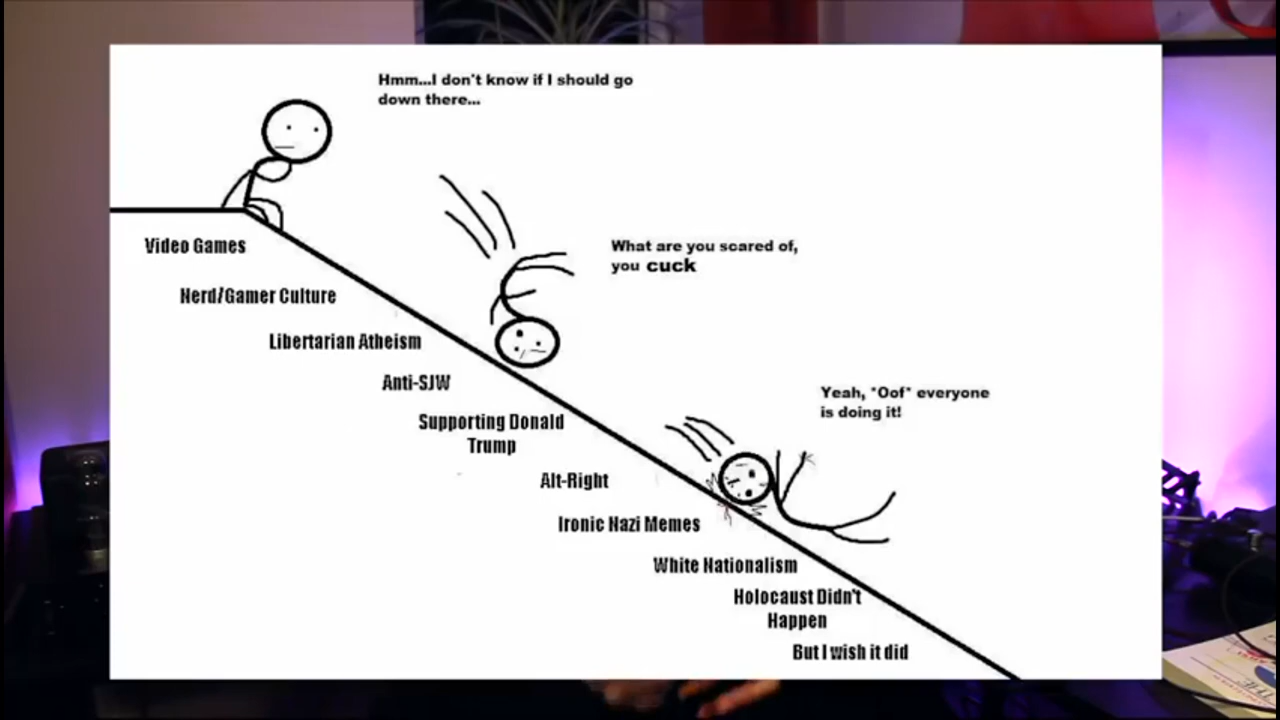 Hmm...I don't know if I should go
down there...
Video Games
What are you scared of,
you cuck
Nerd/Gamer Culture
Libertarian Atheism
Anti-SJW
Yeah, *Oof* everyone
is doing it!
Supporting Donald
Trump
Alt-Right
Ironic Nazi Memes
White Nationalism
Holocaust Didn't
Happen
But I wish it did